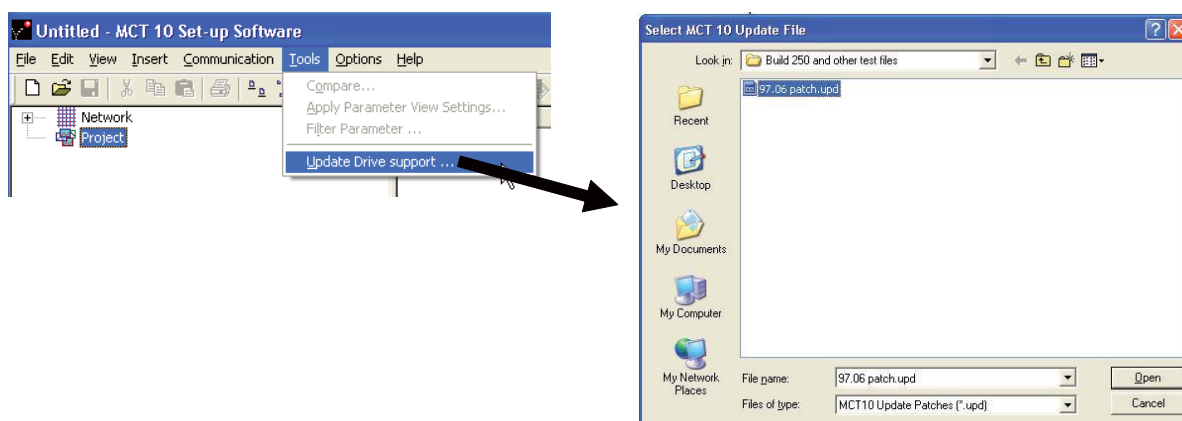 Untitled - MCT 10 Set-up Software
File Edit View Insert Communication Tools Options Help
Compare...
Apply Parameter View Settings...
Filter Parameter ...
Update Drive support ...
Network
Project
Select MCT 10 Update File
Look in: Build 250 and other test files
97.06 patch.upd
Recent
Desktop
My Documents
My Computer
My Network
Places
File name: 97.06 patch.upd Open
Files of type: MCT10 Update Patches (*.upd) Cancel